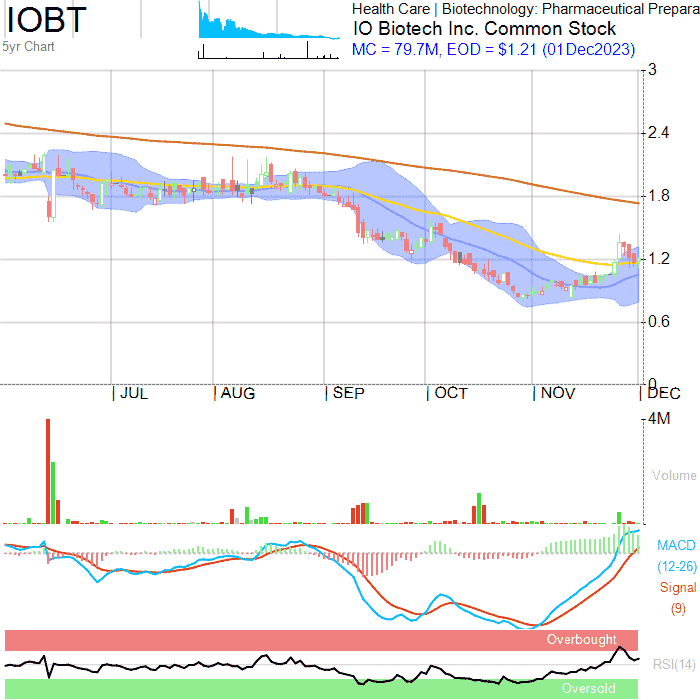 IOBT
5yr Chart
Health Care | Biotechnology: Pharmaceutical Prepara
IO Biotech Inc. Common Stock
MC = 79.7M, EOD = $1.21 (01Dec2023)
3
2.4
1.8
1.2
0.6
0
JUL AUG SEP OCT NOV DEC
4M
Volume
MACD
(12-26)
Signal
(9)
Overbought
RSI(14)
Oversold